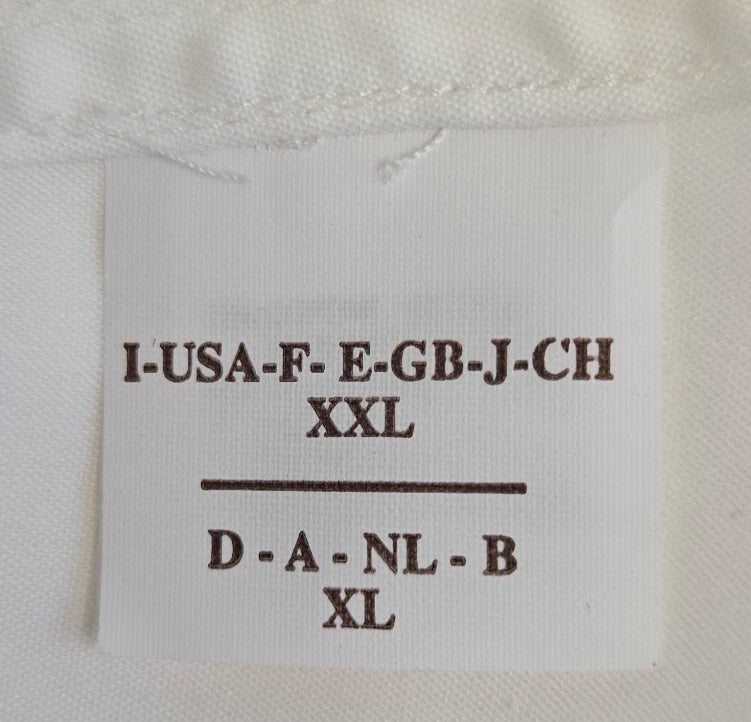 I-USA-F- E-GB-J-CH
XXL
D - A - NL - B
XL